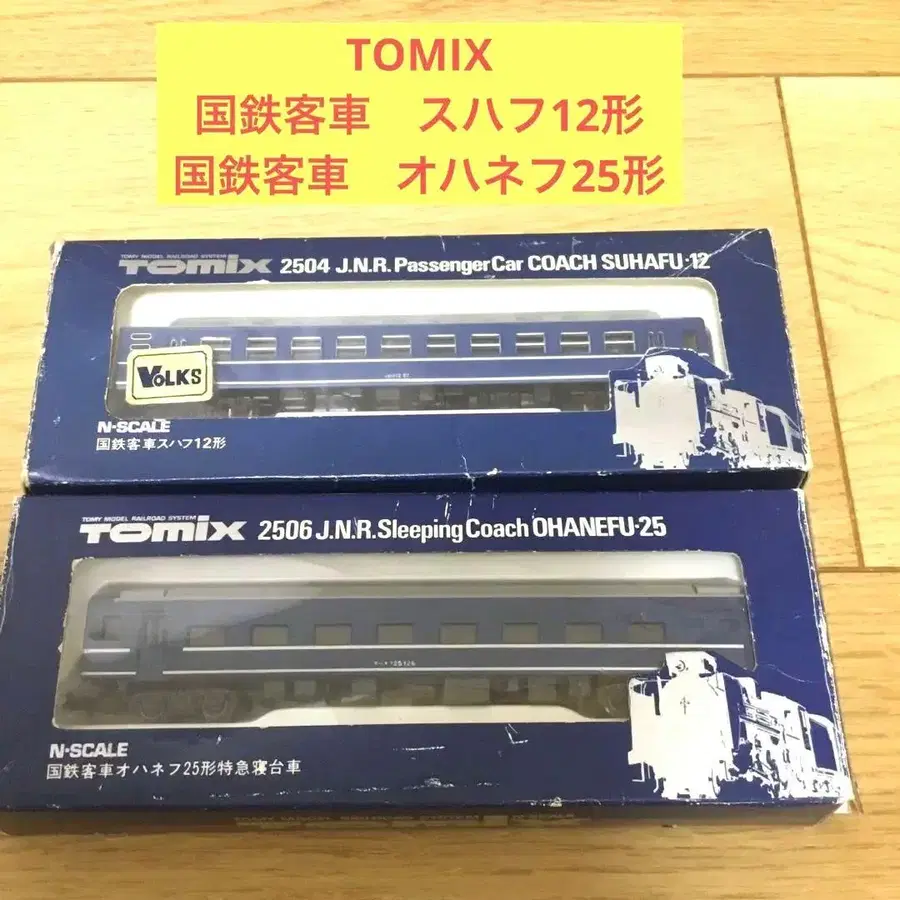 TOMIX
国鉄客車　スハフ12形
国鉄客車　オハネフ25形
TOMY MODEL RAILROAD SYSTEM
TOMIX 2504 J.N.R. Passenger Car COACH SUHAFU·12
VOLKS
N-SCALE
国鉄客車スハフ12形
TOMY MODEL RAILROAD SYSTEM
TOMIX 2506 J.N.R. Sleeping Coach OHANEFU·25
N·SCALE
国鉄客車オハネフ25形特急寝台車